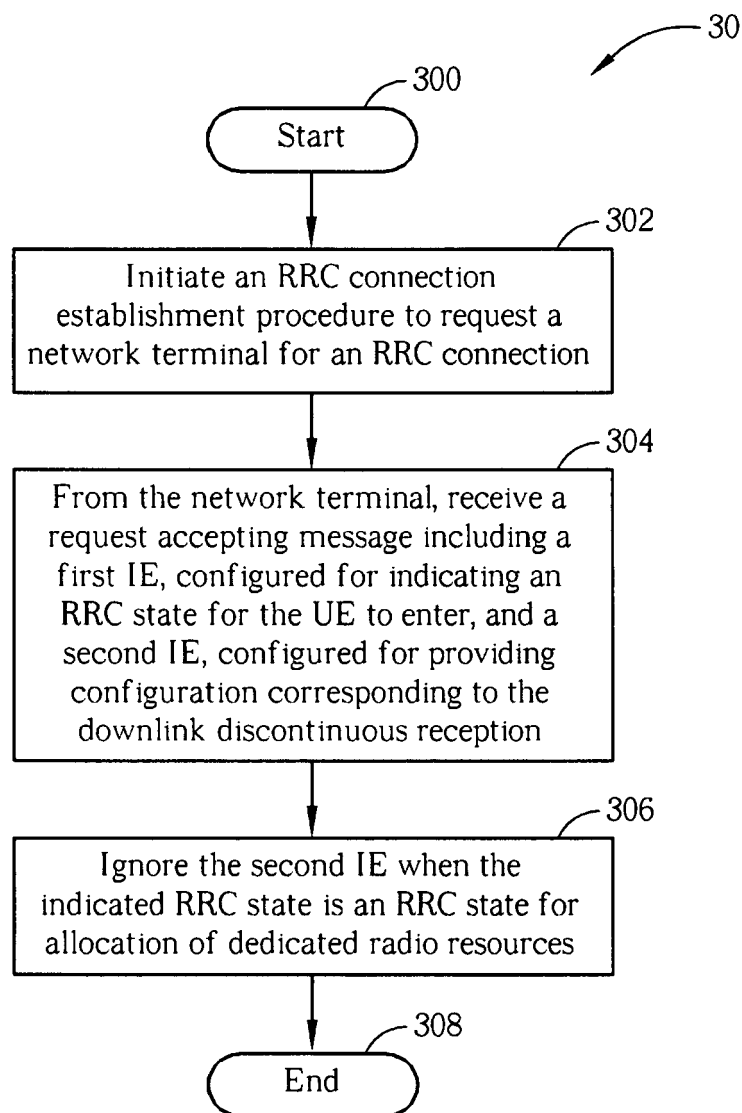 30
300
Start
302
Initiate an RRC connection
establishment procedure to request a
network terminal for an RRC connection
304
From the network terminal, receive a
request accepting message including a
first IE, configured for indicating an
RRC state for the UE to enter, and a
second IE, configured for providing
configuration corresponding to the
downlink discontinuous reception
306
Ignore the second IE when the
indicated RRC state is an RRC state for
allocation of dedicated radio resources
308
End